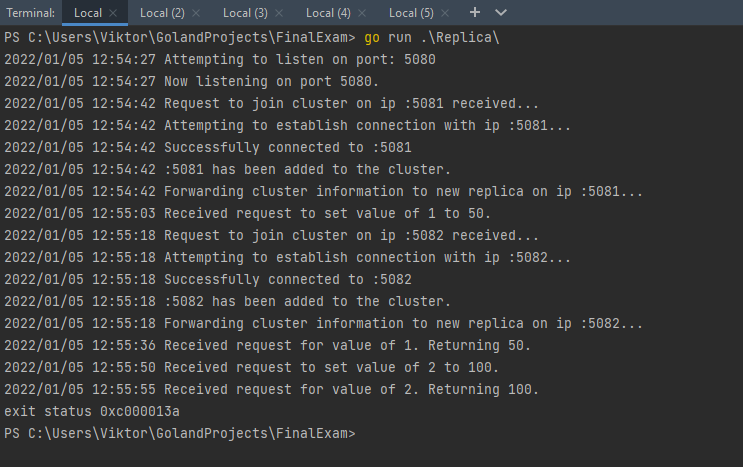 Terminal: Local × Local (2) × Local (3) × Local (4) × Local (5) × +
PS C:\Users\Viktor\GolandProjects\FinalExam> go run .\Replica\
2022/01/05 12:54:27 Attempting to listen on port: 5080
2022/01/05 12:54:27 Now listening on port 5080.
2022/01/05 12:54:42 Request to join cluster on ip :5081 received...
2022/01/05 12:54:42 Attempting to establish connection with ip :5081...
2022/01/05 12:54:42 Successfully connected to :5081
2022/01/05 12:54:42 :5081 has been added to the cluster.
2022/01/05 12:54:42 Forwarding cluster information to new replica on ip :5081...
2022/01/05 12:55:03 Received request to set value of 1 to 50.
2022/01/05 12:55:18 Request to join cluster on ip :5082 received...
2022/01/05 12:55:18 Attempting to establish connection with ip :5082...
2022/01/05 12:55:18 Successfully connected to :5082
2022/01/05 12:55:18 :5082 has been added to the cluster.
2022/01/05 12:55:18 Forwarding cluster information to new replica on ip :5082...
2022/01/05 12:55:36 Received request for value of 1. Returning 50.
2022/01/05 12:55:50 Received request to set value of 2 to 100.
2022/01/05 12:55:55 Received request for value of 2. Returning 100.
exit status 0xc000013a
PS C:\Users\Viktor\GolandProjects\FinalExam>